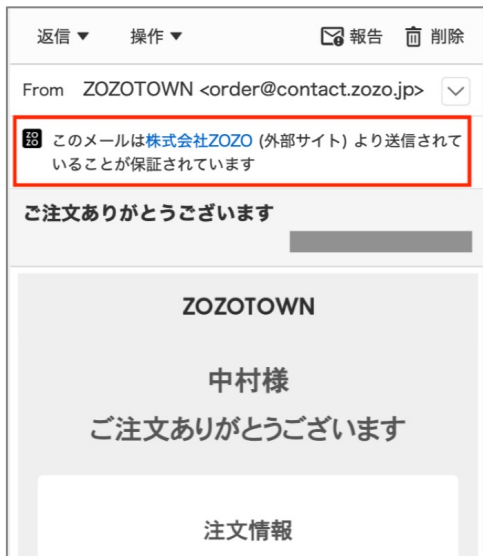 返信▼ 操作▼ 報告 削除
From ZOZOTOWN <order@contact.zozo.jp>
ZOZO このメールは株式会社ZOZO (外部サイト) より送信されて
いることが保証されています
ご注文ありがとうございます
ZOZOTOWN
中村様
ご注文ありがとうございます
注文情報